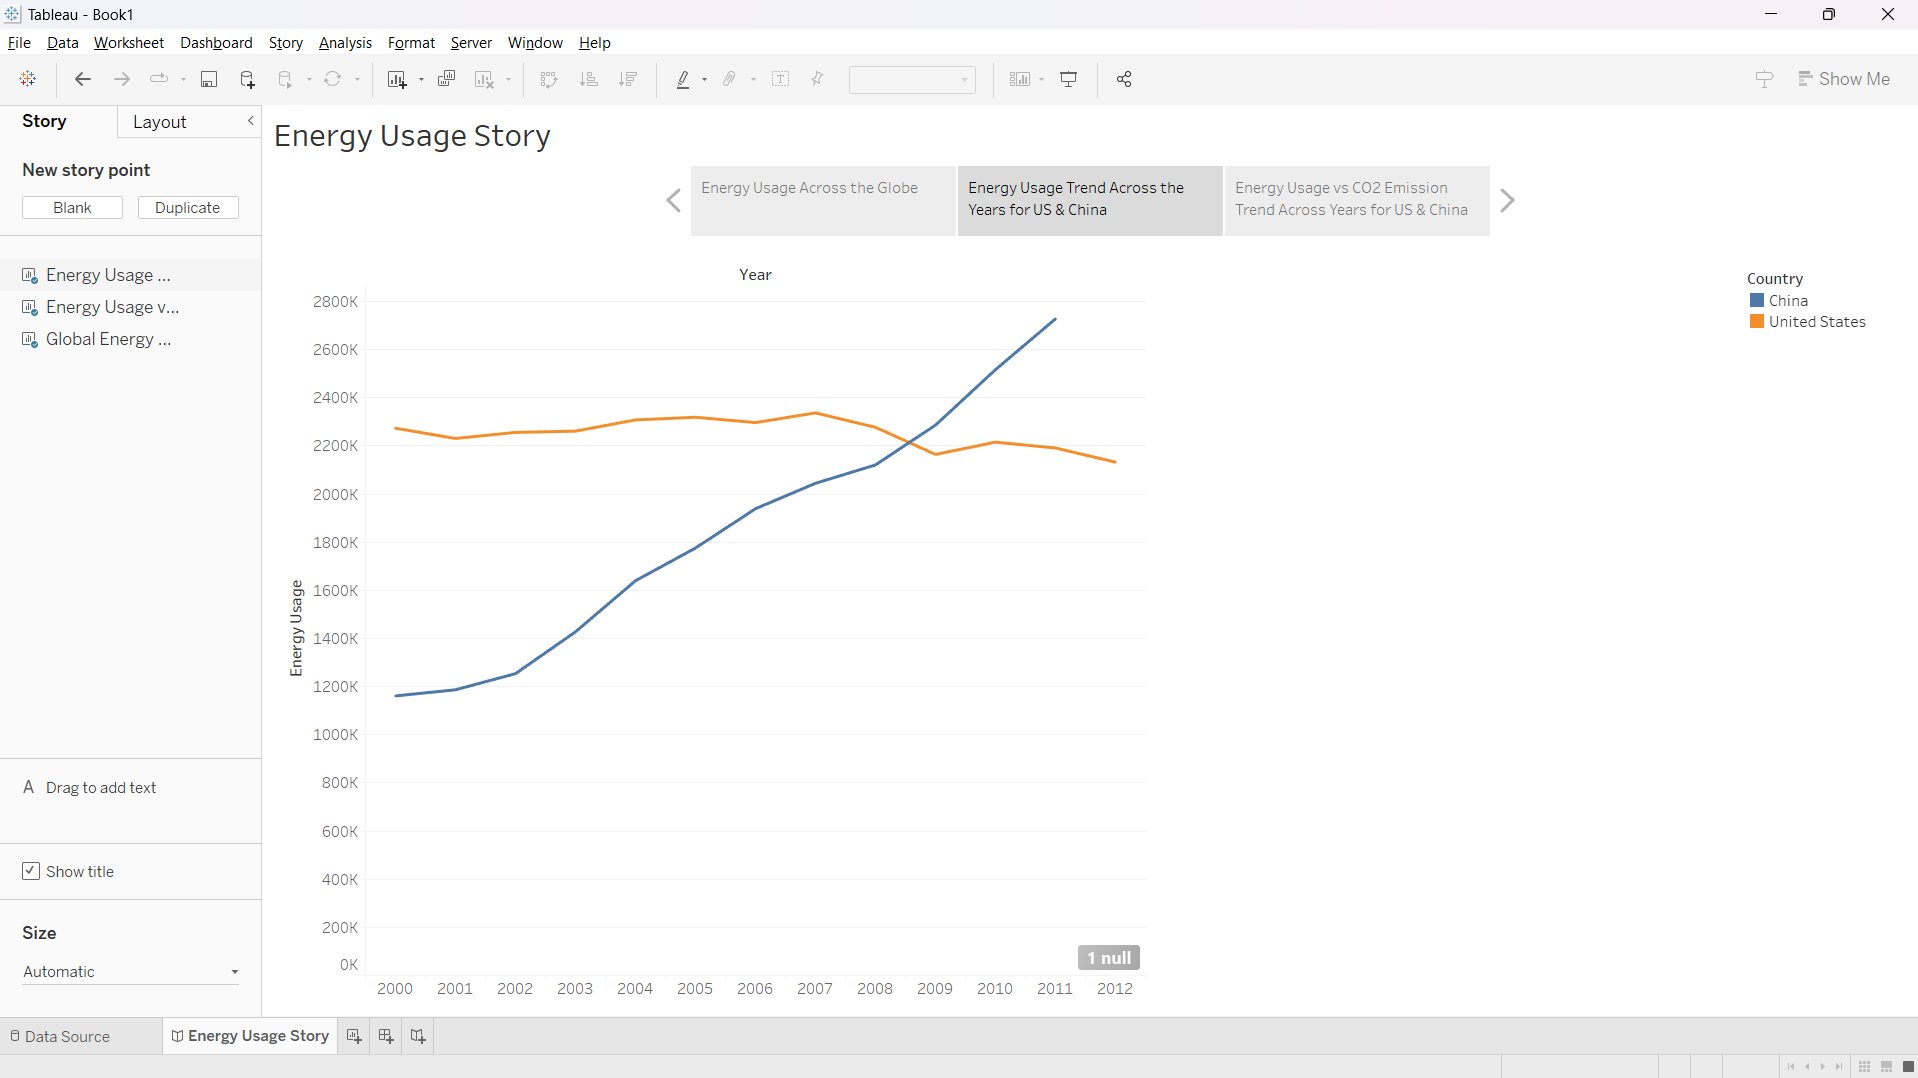 Tableau - Book1
File Data Worksheet Dashboard Story Analysis Format Server Window Help
Show Me
Story
Layout
New story point
Blank
Duplicate
Energy Usage ...
Energy Usage v...
Global Energy ...
A Drag to add text
Show title
Size
Automatic
Energy Usage Story
Energy Usage Across the Globe
Energy Usage Trend Across the
Years for US & China
Energy Usage vs CO2 Emission
Trend Across Years for US & China
Year
2800K
2600K
2400K
2200K
2000K
1800K
1600K
1400K
1200K
1000K
800K
600K
400K
200K
0K
Energy Usage
1 null
2000 2001 2002 2003 2004 2005 2006 2007 2008 2009 2010 2011 2012
Country
China
United States
Data Source
Energy Usage Story